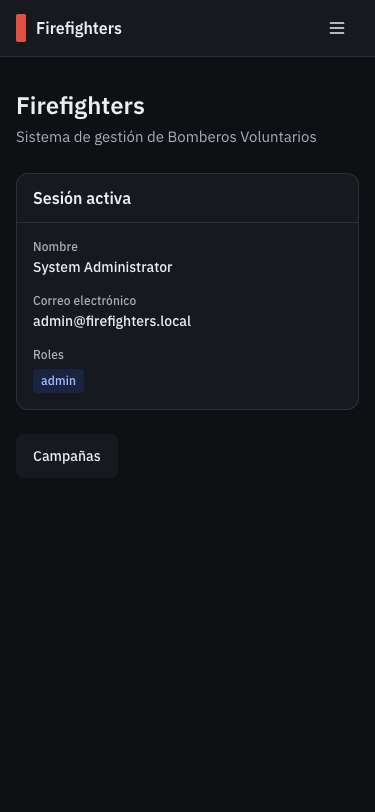 Firefighters
Firefighters
Sistema de gestión de Bomberos Voluntarios
Sesión activa
Nombre
System Administrator
Correo electrónico
admin@firefighters.local
Roles
admin
Campañas